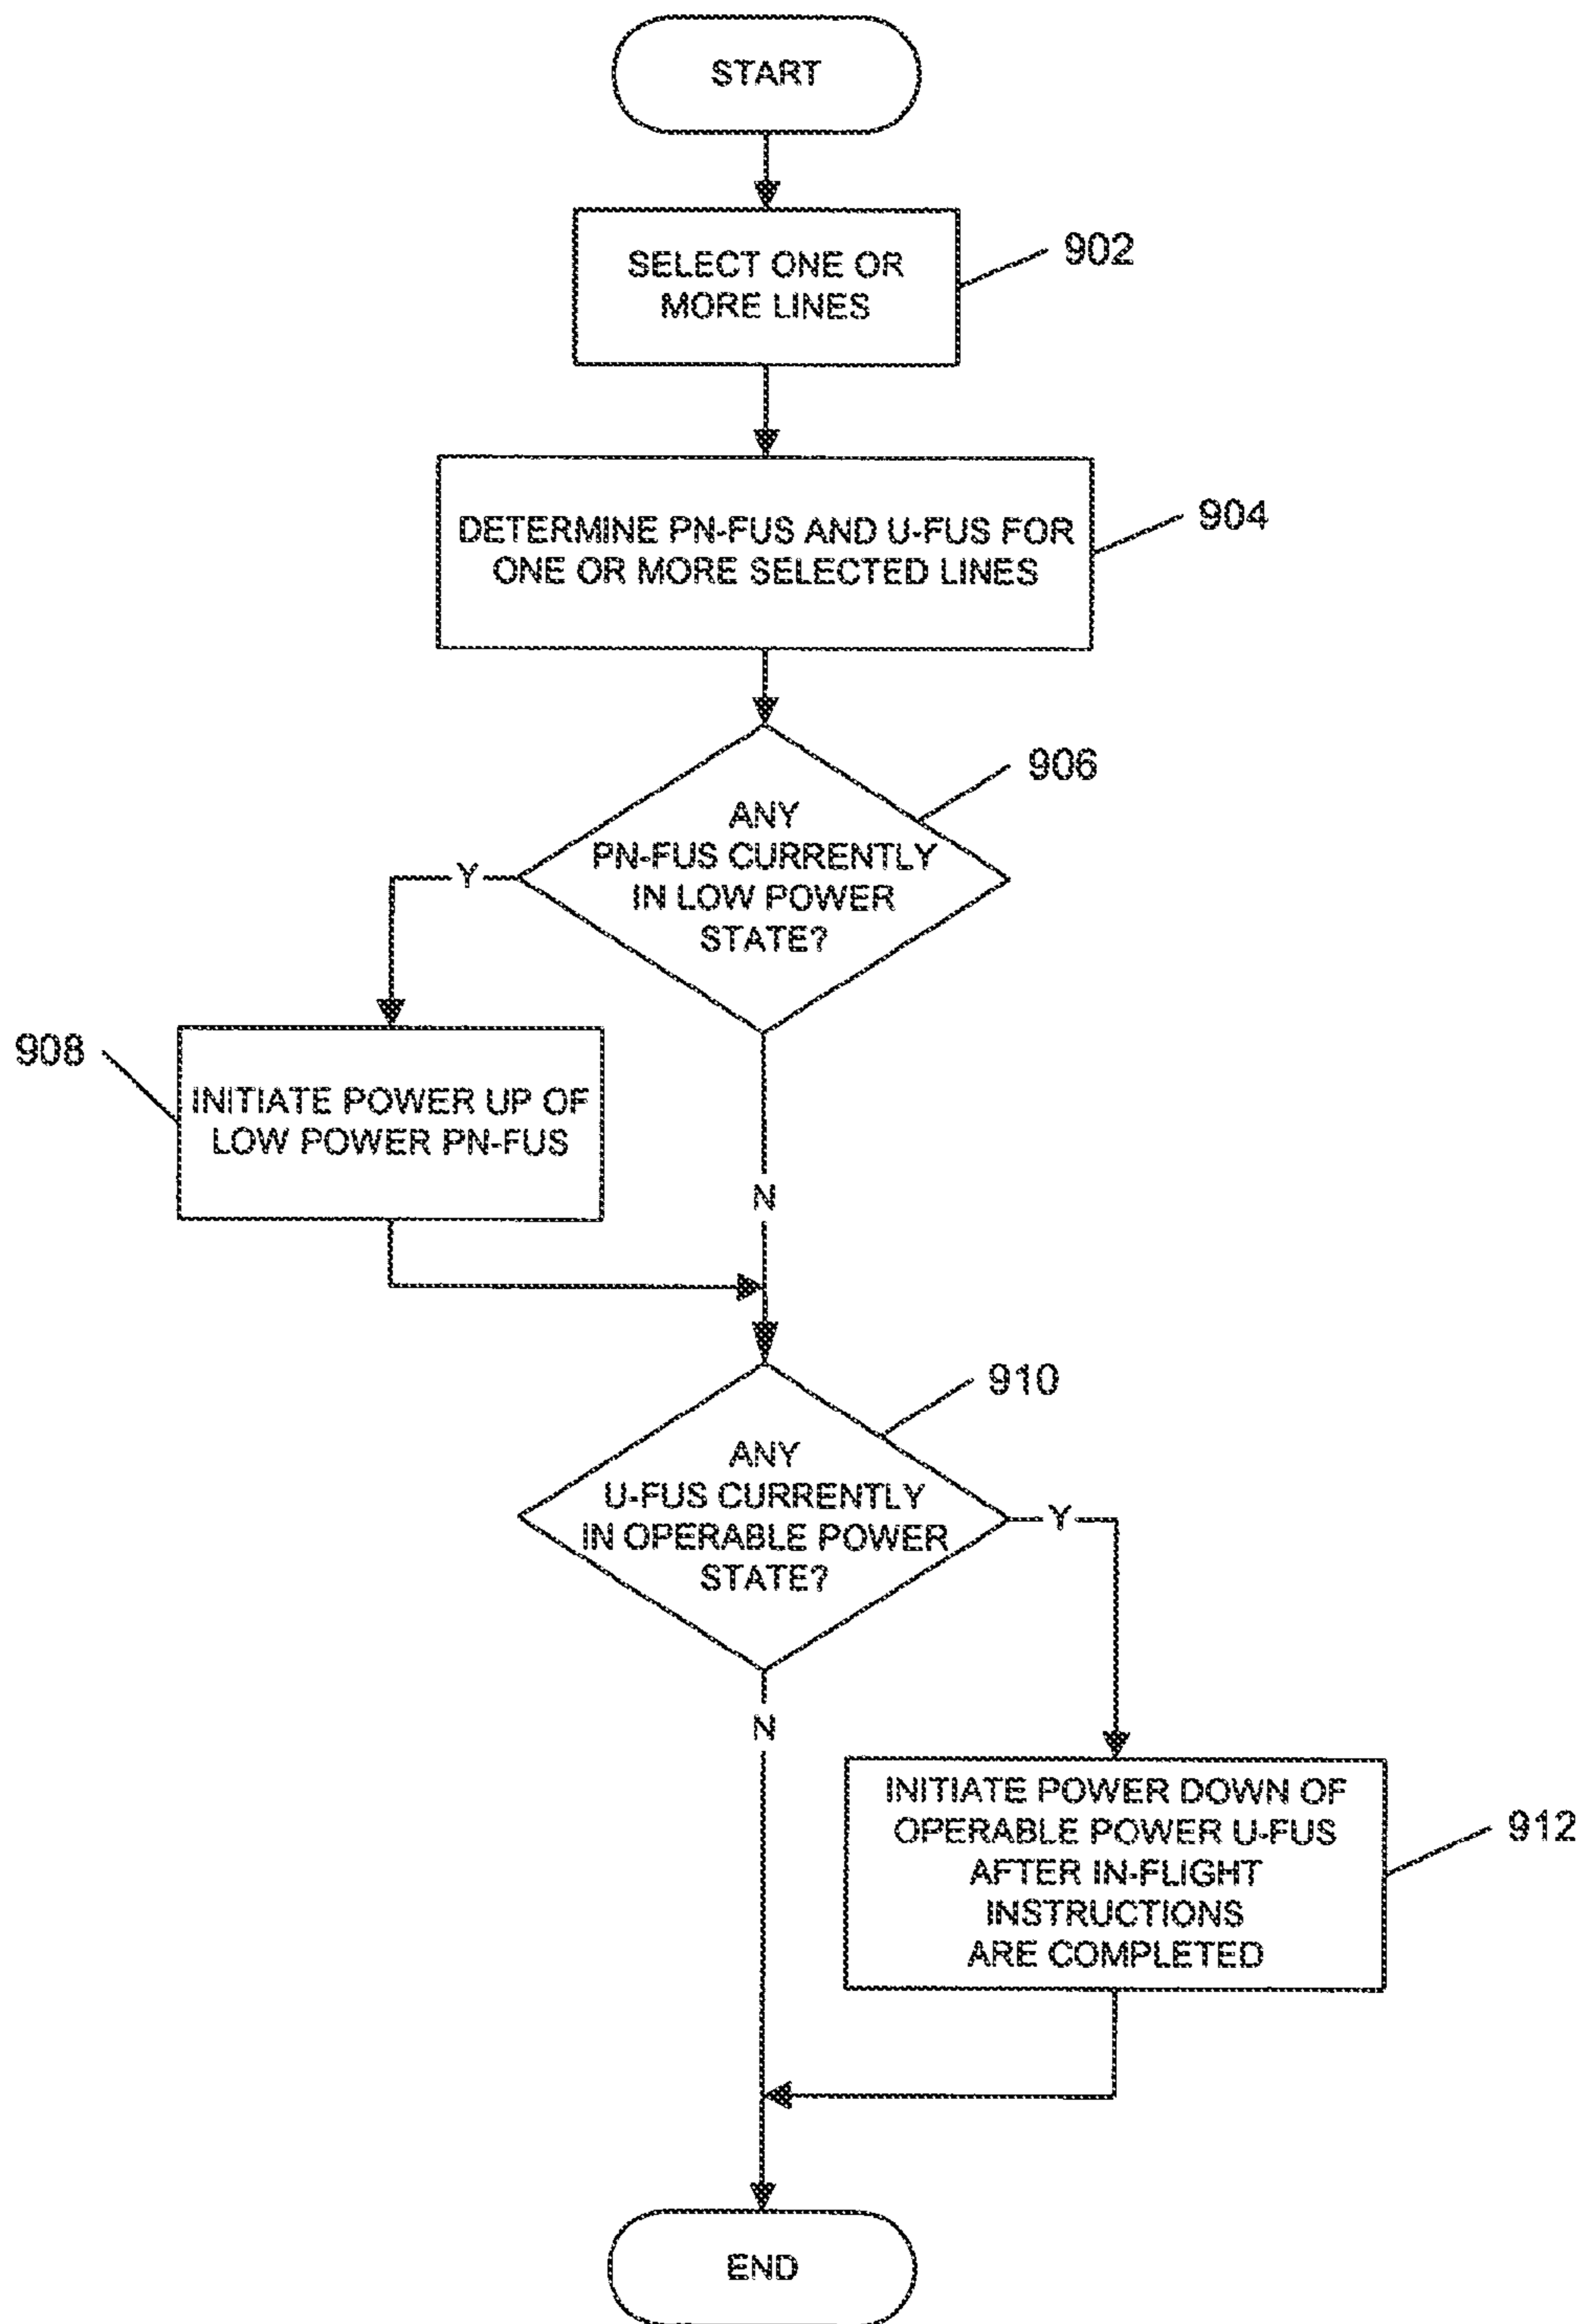 START
SELECT ONE OR
MORE LINES
902
DETERMINE PN-FUS AND U-FUS FOR
ONE OR MORE SELECTED LINES
904
906
ANY
PN-FUS CURRENTLY
IN LOW POWER
STATE?
Y
908
INITIATE POWER UP OF
LOW POWER PN-FUS
N
910
ANY
U-FUS CURRENTLY
IN OPERABLE POWER
STATE?
Y
N
INITIATE POWER DOWN OF
OPERABLE POWER U-FUS
AFTER IN-FLIGHT
INSTRUCTIONS
ARE COMPLETED
912
END